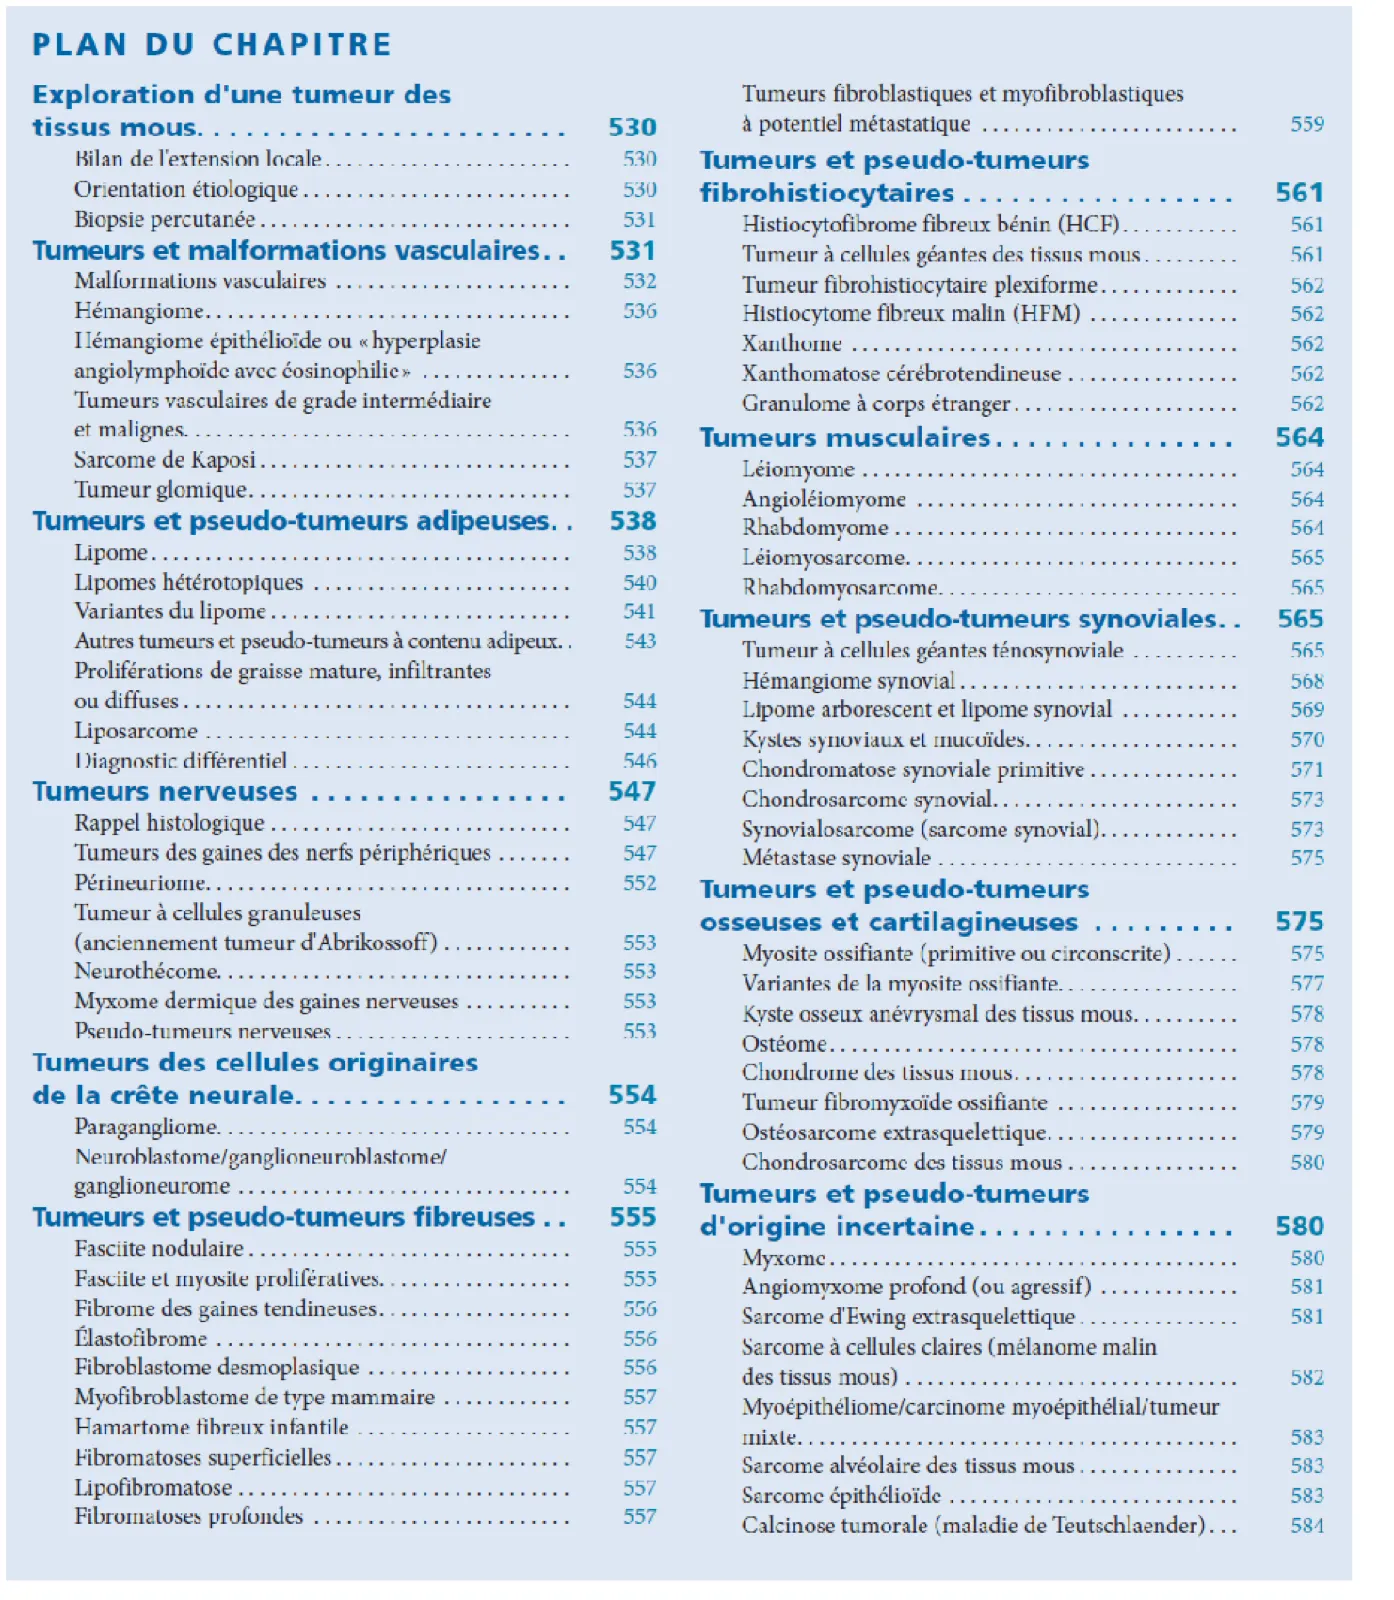 PLAN DU CHAPITRE
Exploration d'une tumeur des
tissus mous. . . . . . . . . . . . . . . . . . . . . . . 530
Bilan de l'extension locale . . . . . . . . . . . . . . . . . . . . . . . 530
Orientation étiologique . . . . . . . . . . . . . . . . . . . . . . . . . 530
Biopsie percutanée . . . . . . . . . . . . . . . . . . . . . . . . . . . . . 531
Tumeurs et malformations vasculaires. . 531
Malformations vasculaires . . . . . . . . . . . . . . . . . . . . . . 532
Hémangiome. . . . . . . . . . . . . . . . . . . . . . . . . . . . . . . . . . 536
Hémangiome épithélioïde ou « hyperplasie
angiolymphoïde avec éosinophilie » . . . . . . . . . . . . . . 536
Tumeurs vasculaires de grade intermédiaire
et malignes. . . . . . . . . . . . . . . . . . . . . . . . . . . . . . . . . . . . 536
Sarcome de Kaposi . . . . . . . . . . . . . . . . . . . . . . . . . . . . . 537
Tumeur glomique. . . . . . . . . . . . . . . . . . . . . . . . . . . . . . 537
Tumeurs et pseudo-tumeurs adipeuses. . 538
Lipome . . . . . . . . . . . . . . . . . . . . . . . . . . . . . . . . . . . . . . . 538
Lipomes hétérotopiques . . . . . . . . . . . . . . . . . . . . . . . . 540
Variantes du lipome . . . . . . . . . . . . . . . . . . . . . . . . . . . . 541
Autres tumeurs et pseudo-tumeurs à contenu adipeux. . 543
Proliférations de graisse mature, infiltrantes
ou diffuses . . . . . . . . . . . . . . . . . . . . . . . . . . . . . . . . . . . . 544
Liposarcome . . . . . . . . . . . . . . . . . . . . . . . . . . . . . . . . . . 544
Diagnostic différentiel . . . . . . . . . . . . . . . . . . . . . . . . . . 546
Tumeurs nerveuses . . . . . . . . . . . . . . . . 547
Rappel histologique . . . . . . . . . . . . . . . . . . . . . . . . . . . . 547
Tumeurs des gaines des nerfs périphériques . . . . . . . 547
Périneuriome. . . . . . . . . . . . . . . . . . . . . . . . . . . . . . . . . . 552
Tumeur à cellules granuleuses
(anciennement tumeur d'Abrikossoff) . . . . . . . . . . . . 553
Neurothécome. . . . . . . . . . . . . . . . . . . . . . . . . . . . . . . . . 553
Myxome dermique des gaines nerveuses . . . . . . . . . . 553
Pseudo-tumeurs nerveuses . . . . . . . . . . . . . . . . . . . . . . 553
Tumeurs des cellules originaires
de la crête neurale. . . . . . . . . . . . . . . . . 554
Paragangliome. . . . . . . . . . . . . . . . . . . . . . . . . . . . . . . . . 554
Neuroblastome/ganglioneuroblastome/
ganglioneurome . . . . . . . . . . . . . . . . . . . . . . . . . . . . . . . 554
Tumeurs et pseudo-tumeurs fibreuses . . 555
Fasciite nodulaire . . . . . . . . . . . . . . . . . . . . . . . . . . . . . . 555
Fasciite et myosite prolifératives. . . . . . . . . . . . . . . . . . 555
Fibrome des gaines tendineuses. . . . . . . . . . . . . . . . . . 556
Élastofibrome . . . . . . . . . . . . . . . . . . . . . . . . . . . . . . . . . 556
Fibroblastome desmoplasique . . . . . . . . . . . . . . . . . . . 556
Myofibroblastome de type mammaire . . . . . . . . . . . . 557
Hamartome fibreux infantile . . . . . . . . . . . . . . . . . . . . 557
Fibromatoses superficielles . . . . . . . . . . . . . . . . . . . . . . 557
Lipofibromatose . . . . . . . . . . . . . . . . . . . . . . . . . . . . . . . 557
Fibromatoses profondes . . . . . . . . . . . . . . . . . . . . . . . . 557
Tumeurs fibroblastiques et myofibroblastiques
à potentiel métastatique . . . . . . . . . . . . . . . . . . . . . . . . 559
Tumeurs et pseudo-tumeurs
fibrohistiocytaires . . . . . . . . . . . . . . . . . 561
Histiocytofibrome fibreux bénin (HCF). . . . . . . . . . . 561
Tumeur à cellules géantes des tissus mous . . . . . . . . . 561
Tumeur fibrohistiocytaire plexiforme. . . . . . . . . . . . . 562
Histiocytome fibreux malin (HFM) . . . . . . . . . . . . . . 562
Xanthome . . . . . . . . . . . . . . . . . . . . . . . . . . . . . . . . . . . . 562
Xanthomatose cérébrotendineuse . . . . . . . . . . . . . . . . 562
Granulome à corps étranger . . . . . . . . . . . . . . . . . . . . . 562
Tumeurs musculaires. . . . . . . . . . . . . . . 564
Léiomyome . . . . . . . . . . . . . . . . . . . . . . . . . . . . . . . . . . . 564
Angioléiomyome . . . . . . . . . . . . . . . . . . . . . . . . . . . . . . 564
Rhabdomyome . . . . . . . . . . . . . . . . . . . . . . . . . . . . . . . . 564
Léiomyosarcome. . . . . . . . . . . . . . . . . . . . . . . . . . . . . . . 565
Rhabdomyosarcome. . . . . . . . . . . . . . . . . . . . . . . . . . . . 565
Tumeurs et pseudo-tumeurs synoviales. . 565
Tumeur à cellules géantes ténosynoviale . . . . . . . . . . 565
Hémangiome synovial . . . . . . . . . . . . . . . . . . . . . . . . . . 568
Lipome arborescent et lipome synovial . . . . . . . . . . . 569
Kystes synoviaux et mucoïdes. . . . . . . . . . . . . . . . . . . . 570
Chondromatose synoviale primitive . . . . . . . . . . . . . . 571
Chondrosarcome synovial. . . . . . . . . . . . . . . . . . . . . . . 573
Synovialosarcome (sarcome synovial). . . . . . . . . . . . . 573
Métastase synoviale . . . . . . . . . . . . . . . . . . . . . . . . . . . . 575
Tumeurs et pseudo-tumeurs
osseuses et cartilagineuses . . . . . . . . . 575
Myosite ossifiante (primitive ou circonscrite) . . . . . . 575
Variantes de la myosite ossifiante. . . . . . . . . . . . . . . . . 577
Kyste osseux anévrysmal des tissus mous. . . . . . . . . . 578
Ostéome . . . . . . . . . . . . . . . . . . . . . . . . . . . . . . . . . . . . . . 578
Chondrome des tissus mous. . . . . . . . . . . . . . . . . . . . . 578
Tumeur fibromyxoïde ossifiante . . . . . . . . . . . . . . . . . 579
Ostéosarcome extrasquelettique. . . . . . . . . . . . . . . . . . 579
Chondrosarcome des tissus mous . . . . . . . . . . . . . . . . 580
Tumeurs et pseudo-tumeurs
d'origine incertaine. . . . . . . . . . . . . . . . 580
Myxome . . . . . . . . . . . . . . . . . . . . . . . . . . . . . . . . . . . . . . 580
Angiomyxome profond (ou agressif) . . . . . . . . . . . . . 581
Sarcome d'Ewing extrasquelettique . . . . . . . . . . . . . . . 581
Sarcome à cellules claires (mélanome malin
des tissus mous) . . . . . . . . . . . . . . . . . . . . . . . . . . . . . . . 582
Myoépithéliome/carcinome myoépithélial/tumeur
mixte. . . . . . . . . . . . . . . . . . . . . . . . . . . . . . . . . . . . . . . . . 583
Sarcome alvéolaire des tissus mous . . . . . . . . . . . . . . . 583
Sarcome épithélioïde . . . . . . . . . . . . . . . . . . . . . . . . . . . 583
Calcinose tumorale (maladie de Teutschlaender) . . . 584